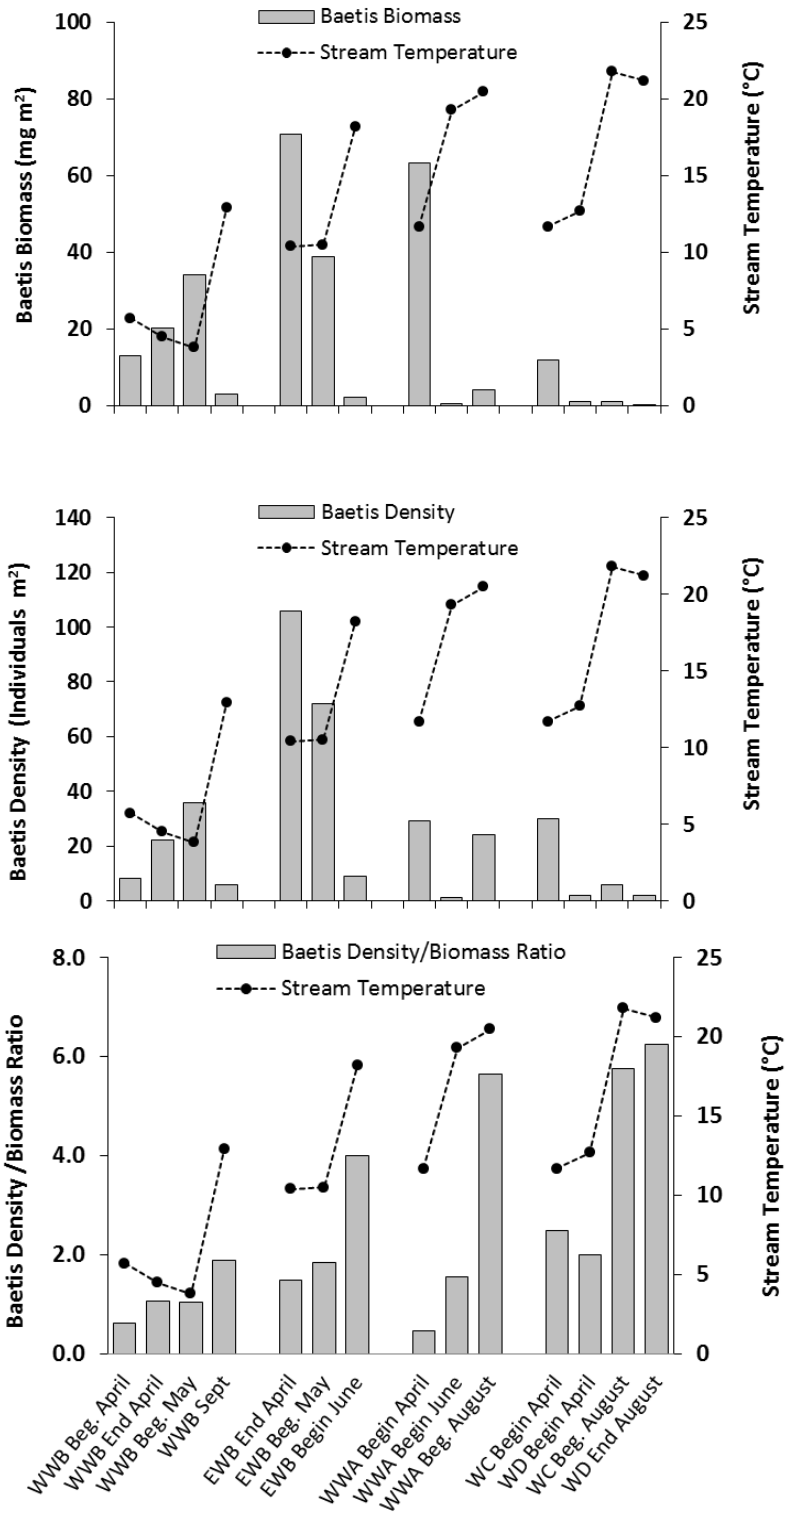 Baetis Biomass
Stream Temperature
Baetis Biomass (mg m²)
100
80
60
40
20
0
25
20
15
10
5
0
Stream Temperature (°C)
Baetis Density
Stream Temperature
Baetis Density (Individuals m²)
140
120
100
80
60
40
20
0
25
20
15
10
5
0
Stream Temperature (°C)
Baetis Density/Biomass Ratio
Stream Temperature
Baetis Density /Biomass Ratio
8.0
6.0
4.0
2.0
0.0
25
20
15
10
5
0
Stream Temperature (°C)
WWB Beg. April
WWB End April
WWB Beg. May
WWB Sept
EWB End April
EWB Beg. May
EWB Begin June
WWA Begin April
WWA Begin June
WWA Beg. August
WC Begin April
WD Begin April
WC Beg. August
WD End August